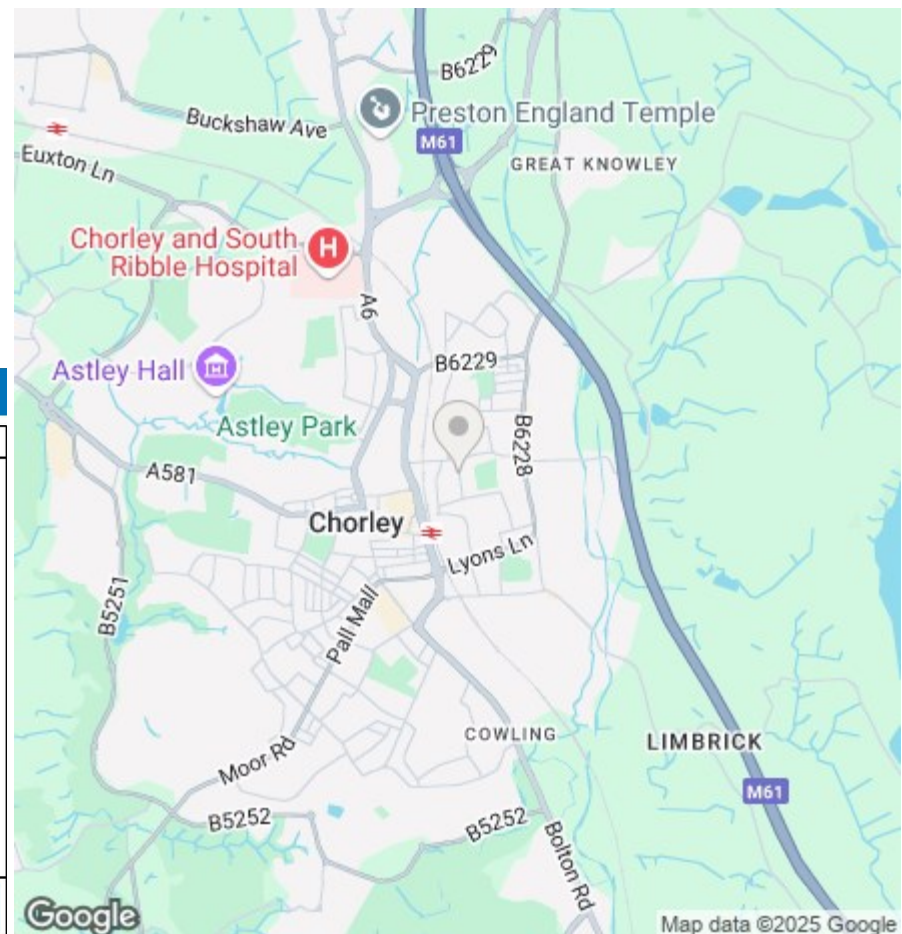 B6229
Buckshaw Ave
Preston England Temple
M61
Euxton Ln
GREAT KNOWLEY
Chorley and South
Ribble Hospital
H
A6
B6229
Astley Hall
Astley Park
B6228
A581
Chorley
Lyons Ln
B5251
Pall Mall
COWLING
LIMBRICK
Moor Rd
M61
B5252
B5252
Bolton Rd
Google
Map data ©2025 Google